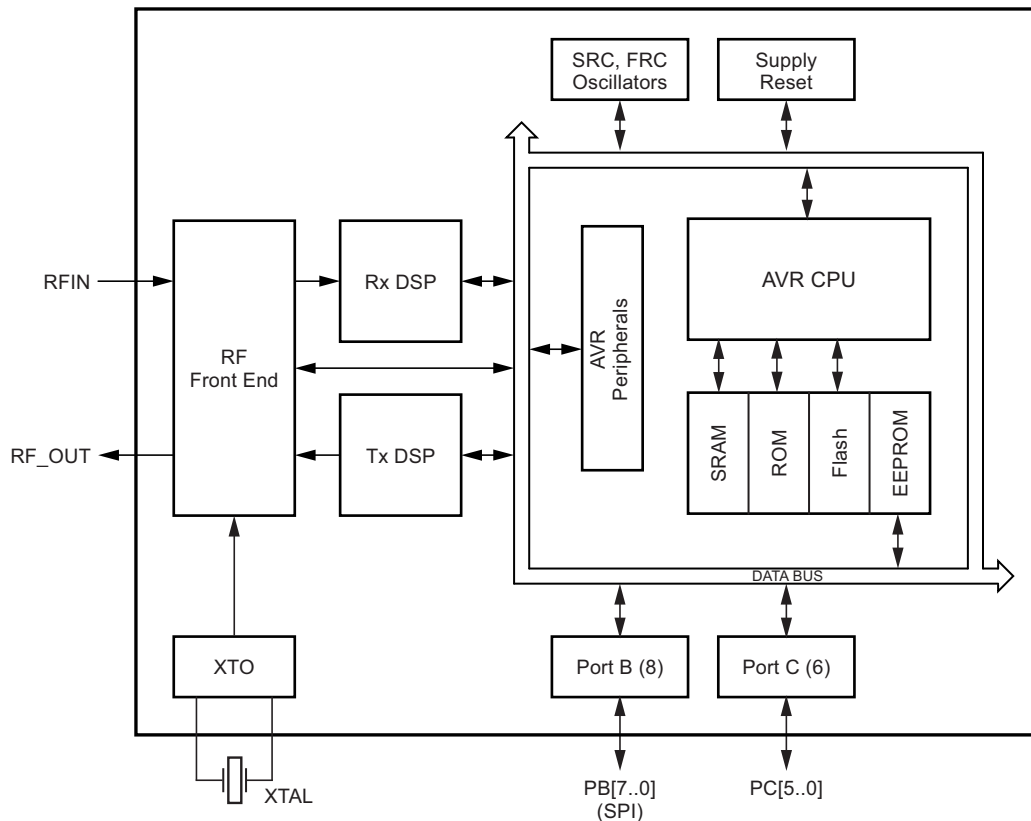 SRC, FRC
Oscillators
Supply
Reset
RFIN
RF
Front End
Rx DSP
AVR CPU
AVR
Peripherals
RF_OUT
Tx DSP
SRAM
ROM
Flash
EEPROM
DATA BUS
XTO
Port B (8)
Port C (6)
XTAL
PB[7..0]
(SPI)
PC[5..0]